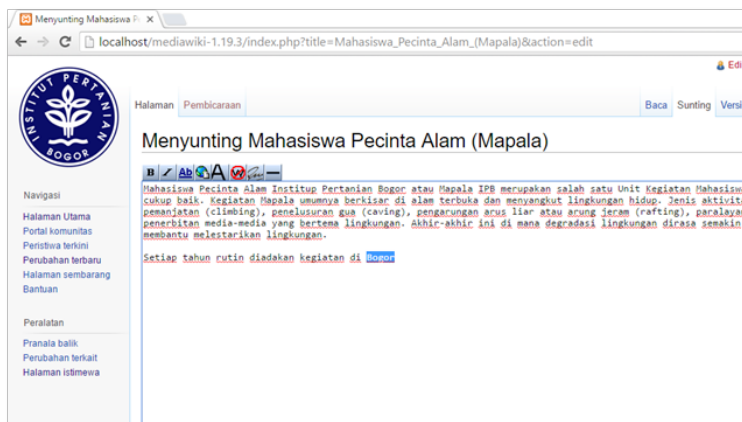 Menyunting Mahasiswa P
localhost/mediawiki-1.19.3/index.php?title=Mahasiswa_Pecinta_Alam_(Mapala)&action=edit
Edi
INSTITUT PERTANIAN
BOGOR
Halaman Pembicaraan Baca Sunting Versi
Menyunting Mahasiswa Pecinta Alam (Mapala)
B I Ab A W
Navigasi
Halaman Utama
Portal komunitas
Peristiwa terkini
Perubahan terbaru
Halaman sembarang
Bantuan
Peralatan
Pranala balik
Perubahan terkait
Halaman istimewa
Mahasiswa Pecinta Alam Institup Pertanian Bogor atau Mapala IPB merupakan salah satu Unit Kegiatan Mahasisw
cukup baik. Kegiatan Mapala umumnya berkisar di alam terbuka dan menyangkut lingkungan hidup. Jenis aktivit
pemanjatan (climbing), penelusuran gua (caving), pengarungan arus liar atau arung jeram (rafting), paralaya
penerbitan media-media yang bertema lingkungan. Akhir-akhir ini di mana degradasi lingkungan dirasa semakin
membantu melestarikan lingkungan.
Setiap tahun rutin diadakan kegiatan di Bogor